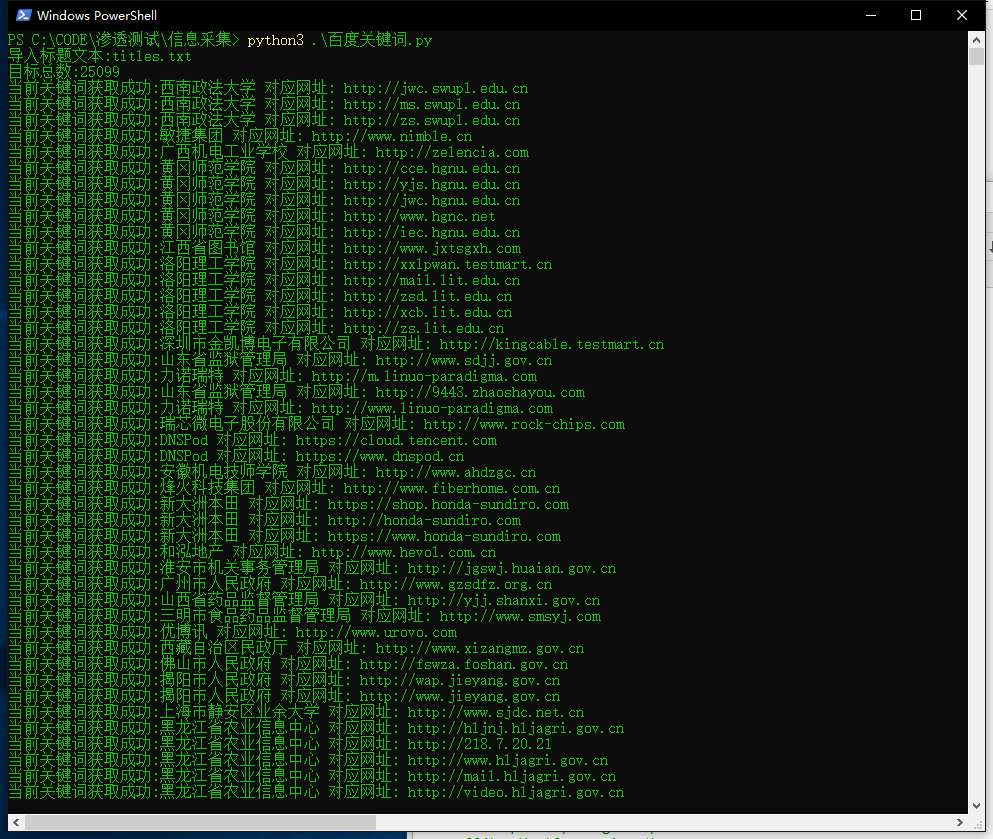 Windows PowerShell
PS C:\CODE\渗透测试\信息采集> python3 .\百度关键词.py
导入标题文本:titles.txt
目标总数:25099
当前关键词获取成功:西南政法大学 对应网址: http://jwc.swupl.edu.cn
当前关键词获取成功:西南政法大学 对应网址: http://ms.swupl.edu.cn
当前关键词获取成功:西南政法大学 对应网址: http://zs.swupl.edu.cn
当前关键词获取成功:敏捷集团 对应网址: http://www.nimble.cn
当前关键词获取成功:广西机电工业学校 对应网址: http://zelencia.com
当前关键词获取成功:黄冈师范学院 对应网址: http://cce.hgnu.edu.cn
当前关键词获取成功:黄冈师范学院 对应网址: http://yjs.hgnu.edu.cn
当前关键词获取成功:黄冈师范学院 对应网址: http://jwc.hgnu.edu.cn
当前关键词获取成功:黄冈师范学院 对应网址: http://www.hgnc.net
当前关键词获取成功:黄冈师范学院 对应网址: http://iec.hgnu.edu.cn
当前关键词获取成功:江西省图书馆 对应网址: http://www.jxtsgxh.com
当前关键词获取成功:洛阳理工学院 对应网址: http://xxlpwan.testmart.cn
当前关键词获取成功:洛阳理工学院 对应网址: http://mail.lit.edu.cn
当前关键词获取成功:洛阳理工学院 对应网址: http://zsd.lit.edu.cn
当前关键词获取成功:洛阳理工学院 对应网址: http://xcb.lit.edu.cn
当前关键词获取成功:洛阳理工学院 对应网址: http://zs.lit.edu.cn
当前关键词获取成功:深圳市金凯博电子有限公司 对应网址: http://kingcable.testmart.cn
当前关键词获取成功:山东省监狱管理局 对应网址: http://www.sdjj.gov.cn
当前关键词获取成功:力诺瑞特 对应网址: http://m.linuo-paradigma.com
当前关键词获取成功:山东省监狱管理局 对应网址: http://9443.zhaoshayou.com
当前关键词获取成功:力诺瑞特 对应网址: http://www.linuo-paradigma.com
当前关键词获取成功:瑞芯微电子股份有限公司 对应网址: http://www.rock-chips.com
当前关键词获取成功:DNSPod 对应网址: https://cloud.tencent.com
当前关键词获取成功:DNSPod 对应网址: https://www.dnspod.cn
当前关键词获取成功:安徽机电技师学院 对应网址: http://www.ahdzgc.cn
当前关键词获取成功:烽火科技集团 对应网址: http://www.fiberhome.com.cn
当前关键词获取成功:新大洲本田 对应网址: https://shop.honda-sundiro.com
当前关键词获取成功:新大洲本田 对应网址: http://honda-sundiro.com
当前关键词获取成功:新大洲本田 对应网址: https://www.honda-sundiro.com
当前关键词获取成功:和泓地产 对应网址: http://www.hevol.com.cn
当前关键词获取成功:淮安市机关事务管理局 对应网址: http://jgswj.huaian.gov.cn
当前关键词获取成功:广州市人民政府 对应网址: http://www.gzsdfz.org.cn
当前关键词获取成功:山西省药品监督管理局 对应网址: http://yjj.shanxi.gov.cn
当前关键词获取成功:三明市食品药品监督管理局 对应网址: http://www.smsyj.com
当前关键词获取成功:优博讯 对应网址: http://www.urovo.com
当前关键词获取成功:西藏自治区民政厅 对应网址: http://www.xizangmz.gov.cn
当前关键词获取成功:佛山市人民政府 对应网址: http://fswza.foshan.gov.cn
当前关键词获取成功:揭阳市人民政府 对应网址: http://wap.jieyang.gov.cn
当前关键词获取成功:揭阳市人民政府 对应网址: http://www.jieyang.gov.cn
当前关键词获取成功:上海市静安区业余大学 对应网址: http://www.sjdc.net.cn
当前关键词获取成功:黑龙江省农业信息中心 对应网址: http://hljnj.hljagri.gov.cn
当前关键词获取成功:黑龙江省农业信息中心 对应网址: http://218.7.20.21
当前关键词获取成功:黑龙江省农业信息中心 对应网址: http://www.hljagri.gov.cn
当前关键词获取成功:黑龙江省农业信息中心 对应网址: http://mail.hljagri.gov.cn
当前关键词获取成功:黑龙江省农业信息中心 对应网址: http://video.hljagri.gov.cn